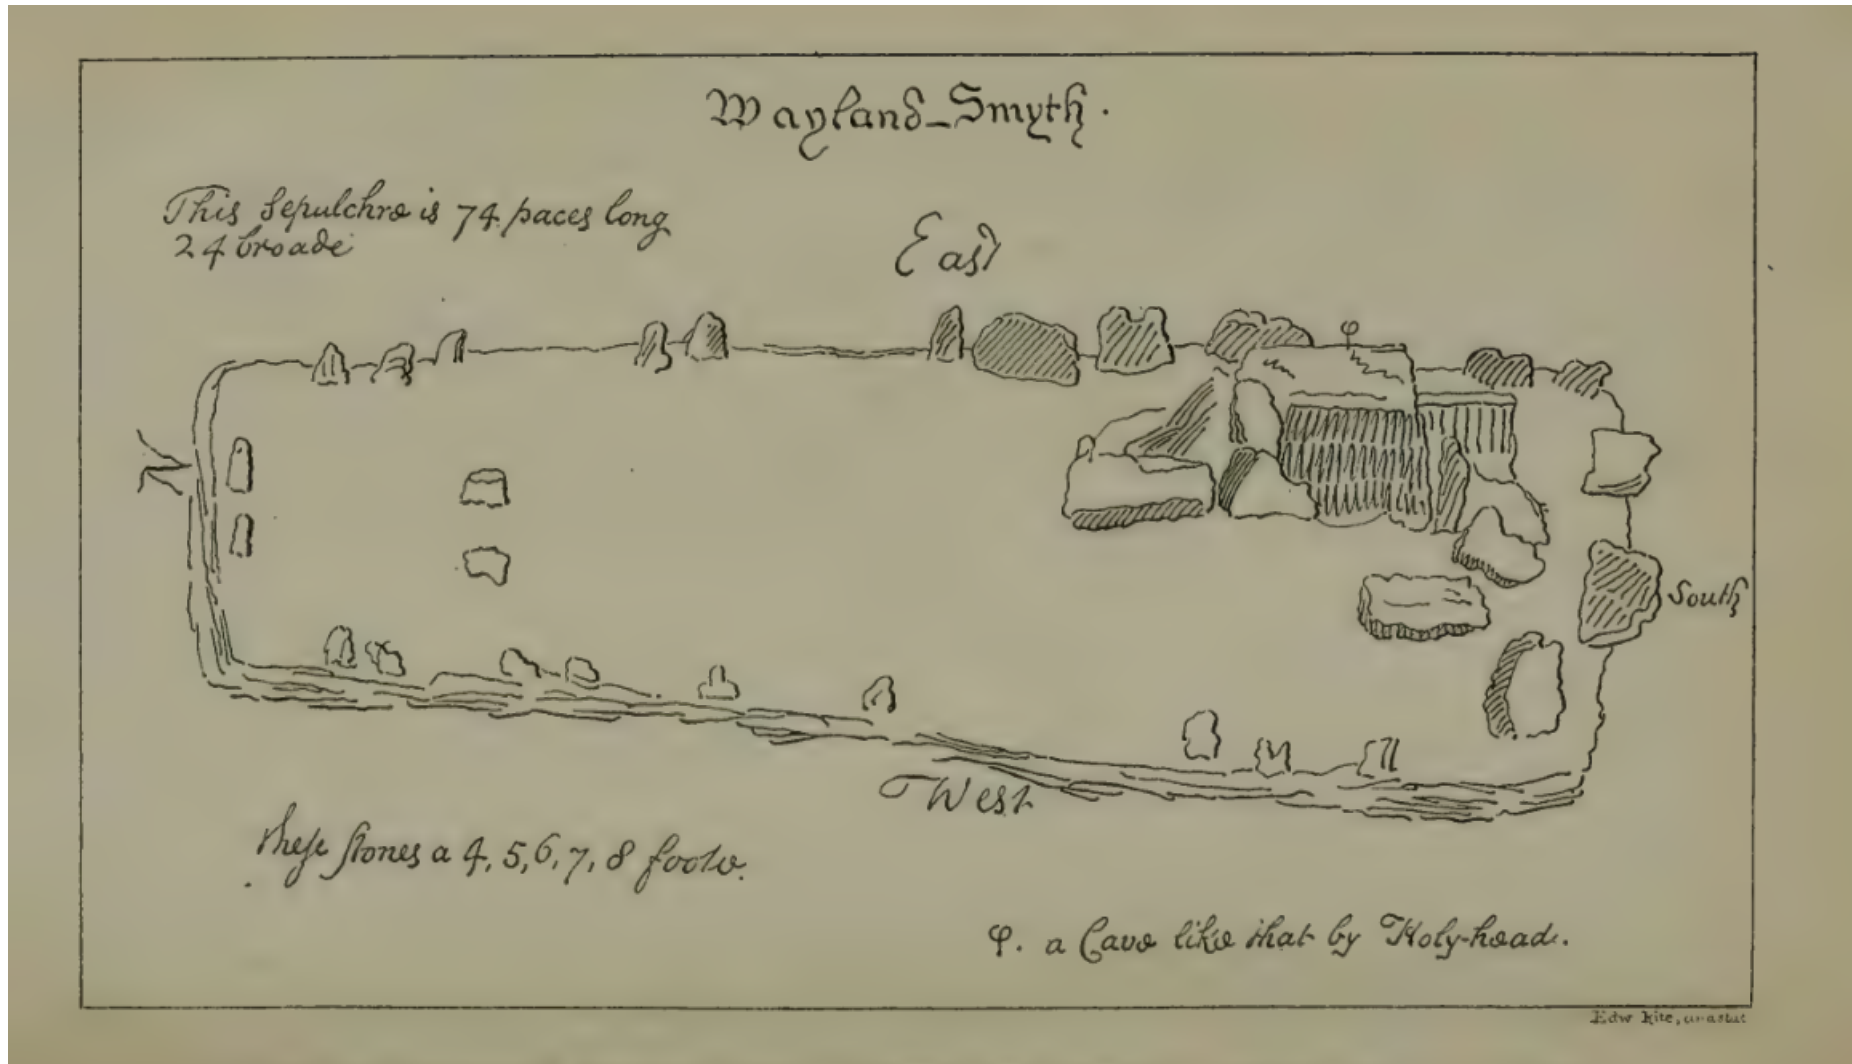 Wayland-Smyth.
This Sepulchre is 74 paces long
24 broade
East
South
West
these stones a 4, 5, 6, 7, 8 foote.
φ
φ. a Cave like that by Holy-head.
Edw Kite, anastat